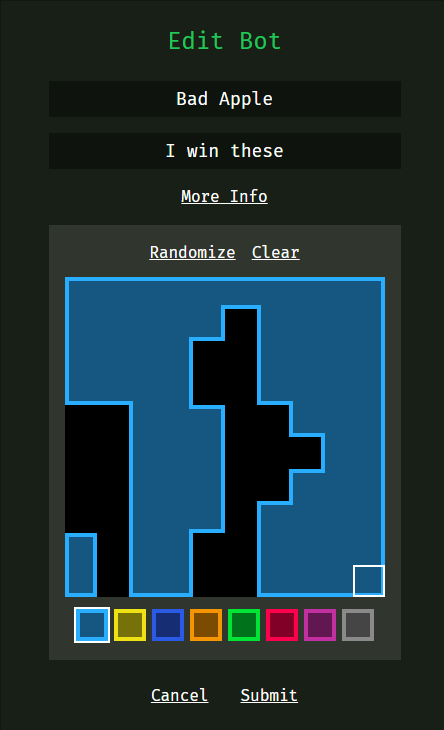 Edit Bot
Bad Apple
I win these
More Info
Randomize Clear
Cancel Submit